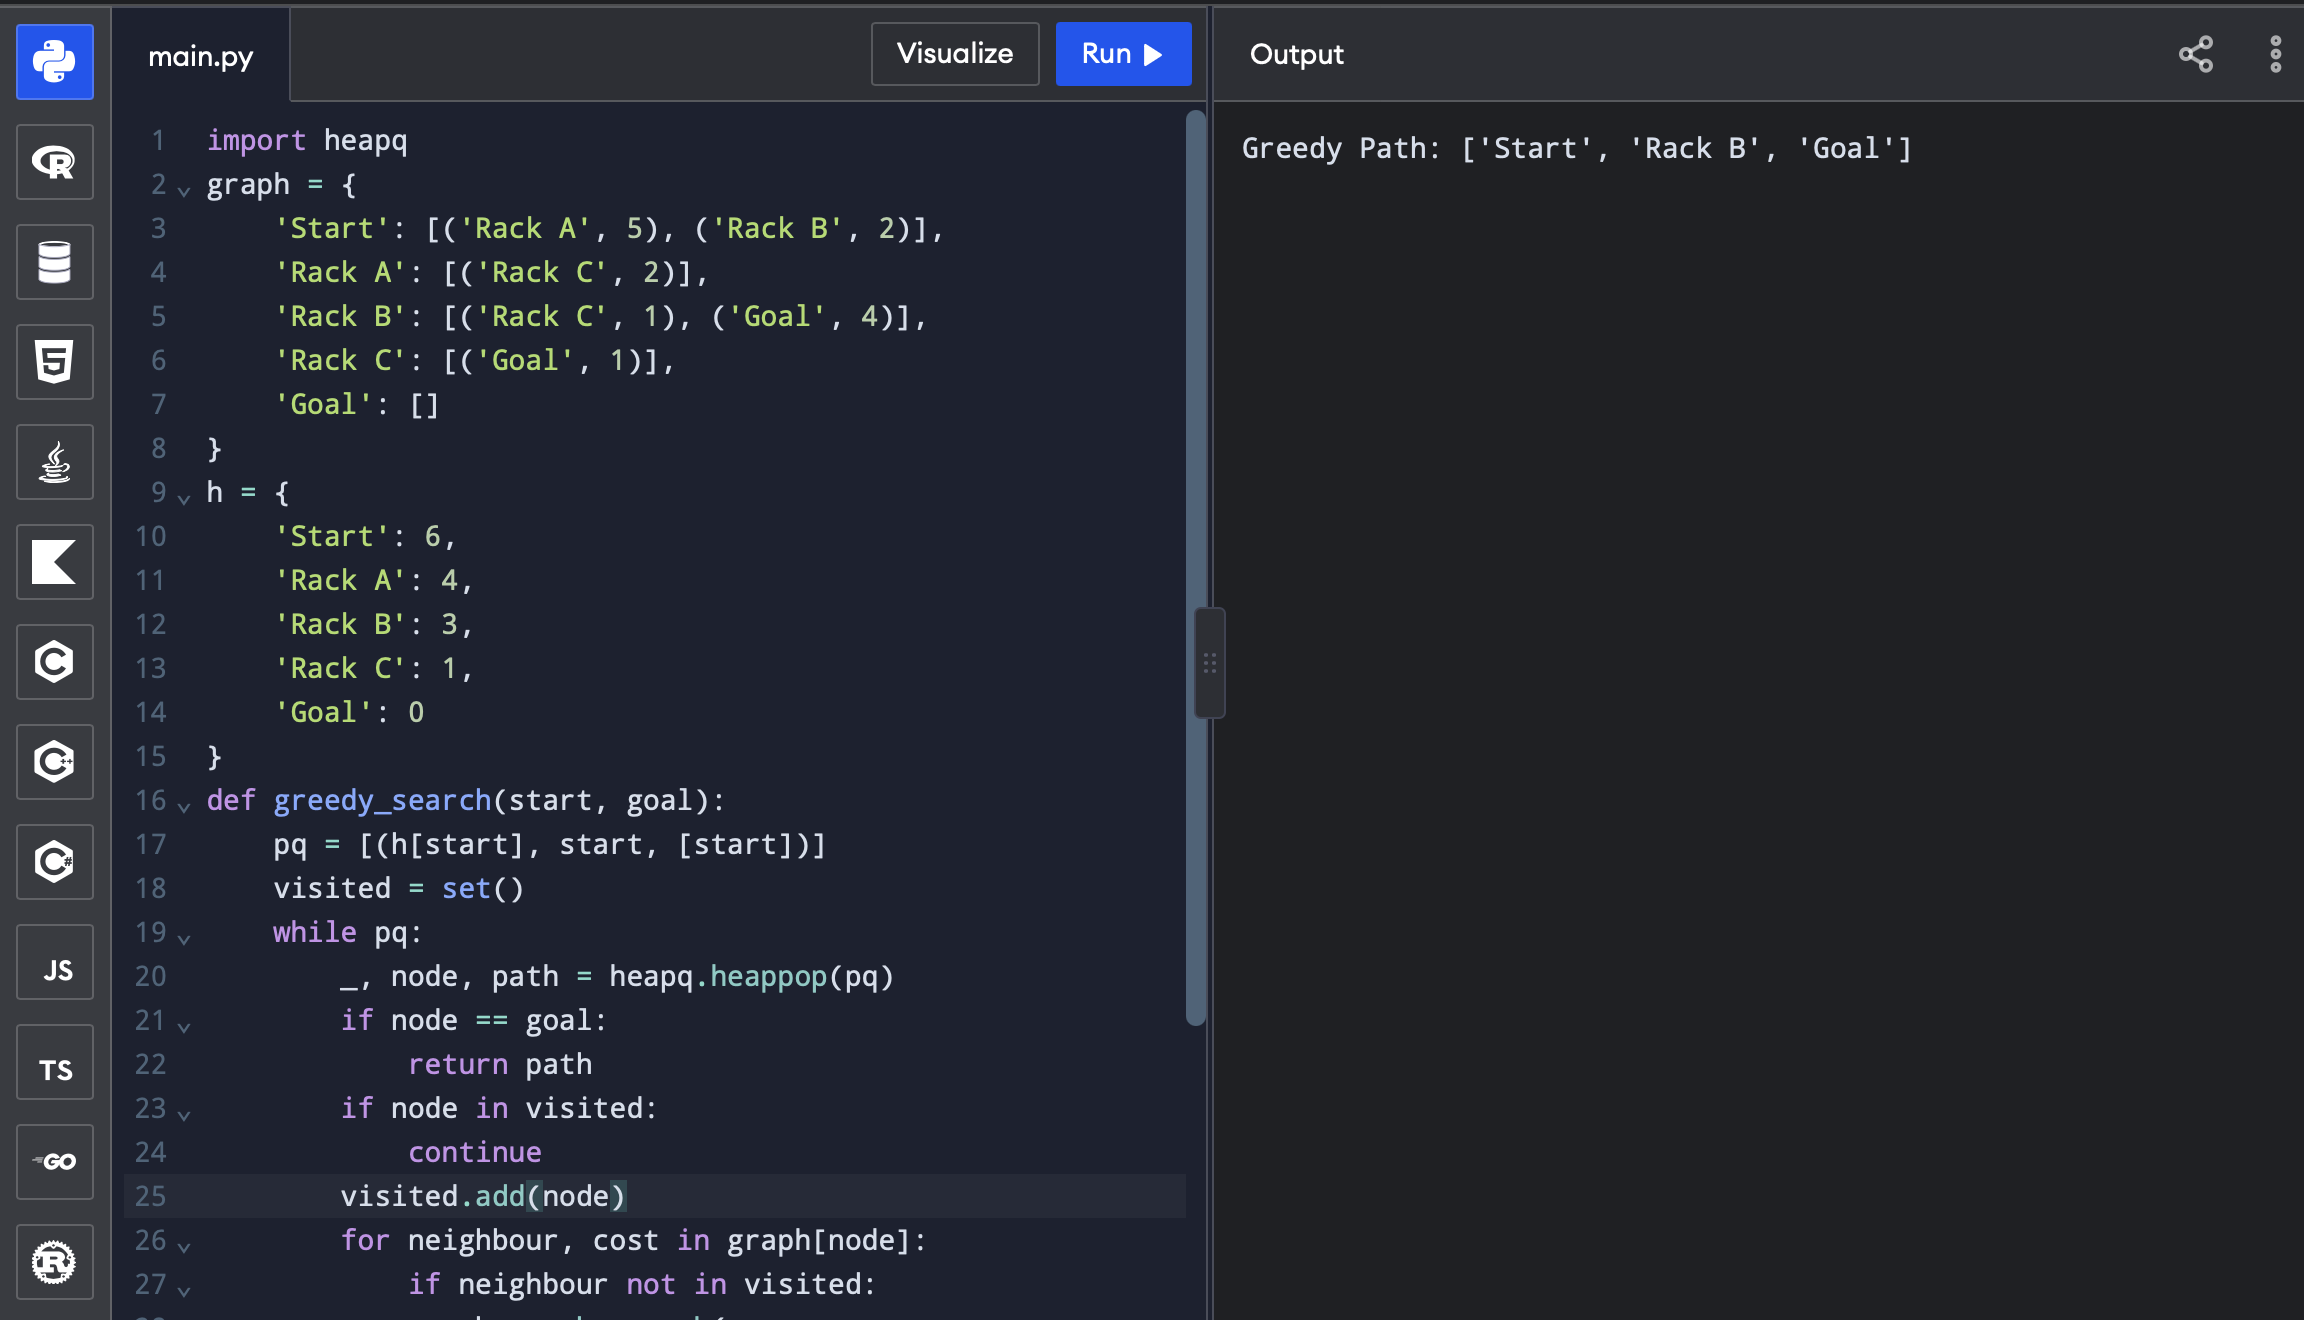 main.py
Visualize
Run
Output
1 import heapq
2 graph = {
3     'Start': [('Rack A', 5), ('Rack B', 2)],
4     'Rack A': [('Rack C', 2)],
5     'Rack B': [('Rack C', 1), ('Goal', 4)],
6     'Rack C': [('Goal', 1)],
7     'Goal': []
8 }
9 h = {
10     'Start': 6,
11     'Rack A': 4,
12     'Rack B': 3,
13     'Rack C': 1,
14     'Goal': 0
15 }
16 def greedy_search(start, goal):
17     pq = [(h[start], start, [start])]
18     visited = set()
19     while pq:
20         _, node, path = heapq.heappop(pq)
21         if node == goal:
22             return path
23         if node in visited:
24             continue
25         visited.add(node)
26         for neighbour, cost in graph[node]:
27             if neighbour not in visited:
Greedy Path: ['Start', 'Rack B', 'Goal']
R
5
C
C++
C#
JS
TS
GO
R